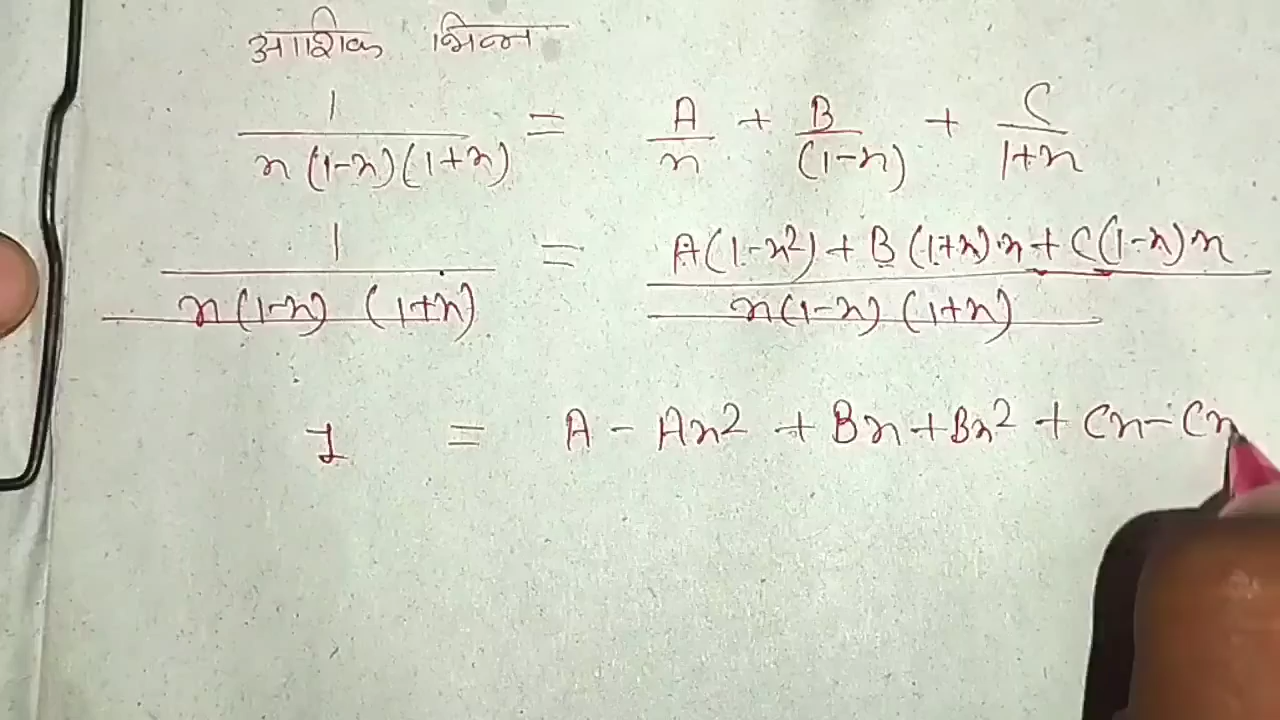 आशिक भिन्न
1/x(1-x)(1+x) = A/x + B/(1-x) + C/1+x
1/x(1-x) (1+x) = A(1-x²) + B(1+x)x + C(1-x)x/x(1-x) (1+x)
1 = A - Ax² + Bx + Bx² + Cx - Cx